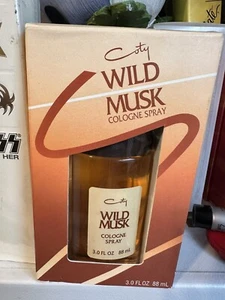 Coty
WILD
MUSK
COLOGNE SPRAY
Coty
WILD
MUSK
COLOGNE
SPRAY
3.0 FL OZ 88 mL
3.0 FL OZ 88 mL
HER